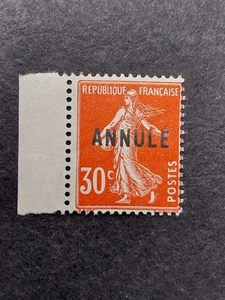 REPUBLIQUE FRANÇAISE
ANNULÉ
30c
POSTES